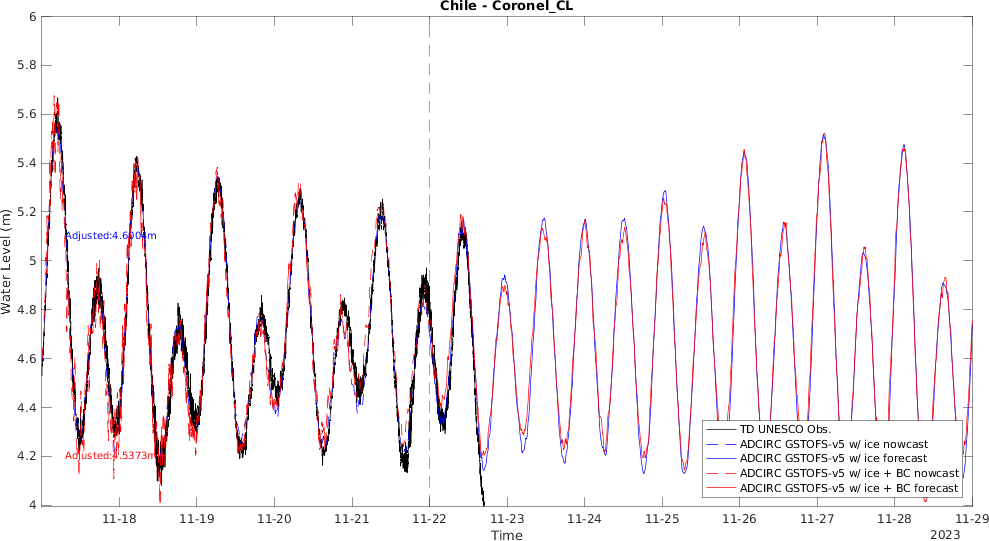 Chile - Coronel_CL
6
5.8
5.6
5.4
5.2
5
4.8
4.6
4.4
4.2
4
Water Level (m)
Adjusted:4.6004m
Adjusted:4.5373m
TD UNESCO Obs.
ADCIRC GSTOFS-v5 w/ ice nowcast
ADCIRC GSTOFS-v5 w/ ice forecast
ADCIRC GSTOFS-v5 w/ ice + BC nowcast
ADCIRC GSTOFS-v5 w/ ice + BC forecast
11-18
11-19
11-20
11-21
11-22
11-23
11-24
11-25
11-26
11-27
11-28
11-29
Time
2023